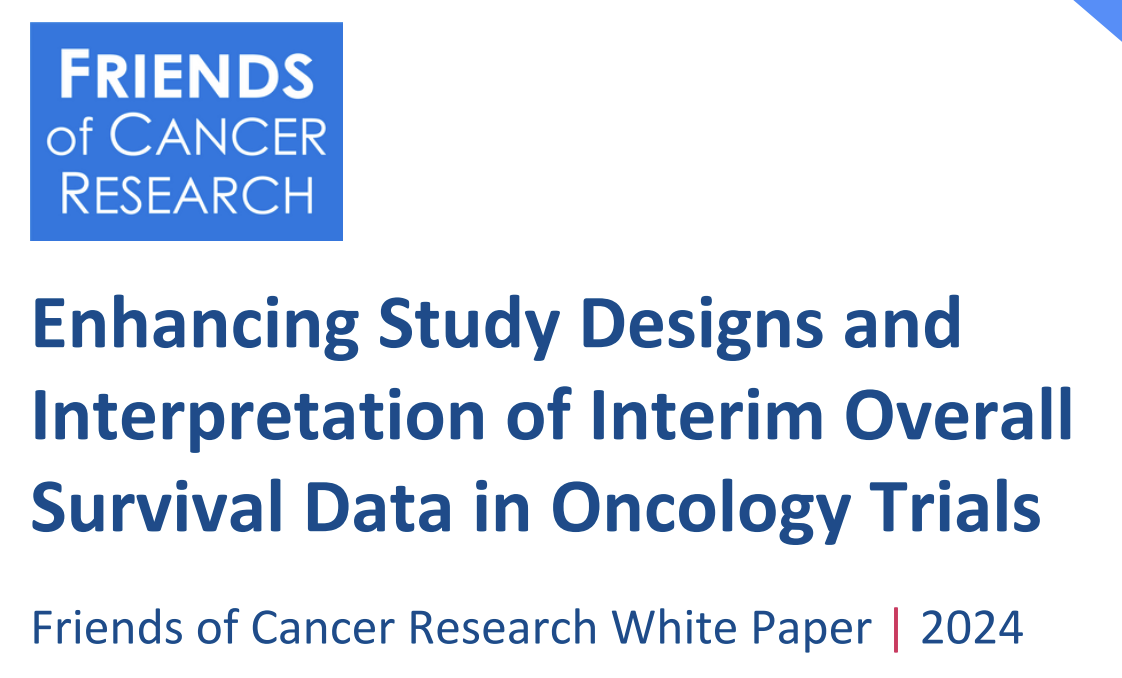 FRIENDS
of CANCER
RESEARCH
Enhancing Study Designs and
Interpretation of Interim Overall
Survival Data in Oncology Trials
Friends of Cancer Research White Paper | 2024